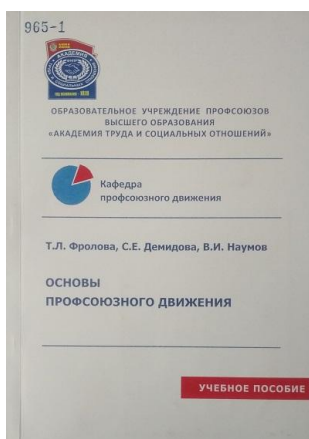 965-1
АКАДЕМИЯ
ОБРАЗОВАТЕЛЬНОЕ УЧРЕЖДЕНИЕ ПРОФСОЮЗОВ
ВЫСШЕГО ОБРАЗОВАНИЯ
«АКАДЕМИЯ ТРУДА И СОЦИАЛЬНЫХ ОТНОШЕНИЙ»
Кафедра
профсоюзного движения
Т.Л. Фролова, С.Е. Демидова, В.И. Наумов
ОСНОВЫ
ПРОФСОЮЗНОГО ДВИЖЕНИЯ
УЧЕБНОЕ ПОСОБИЕ